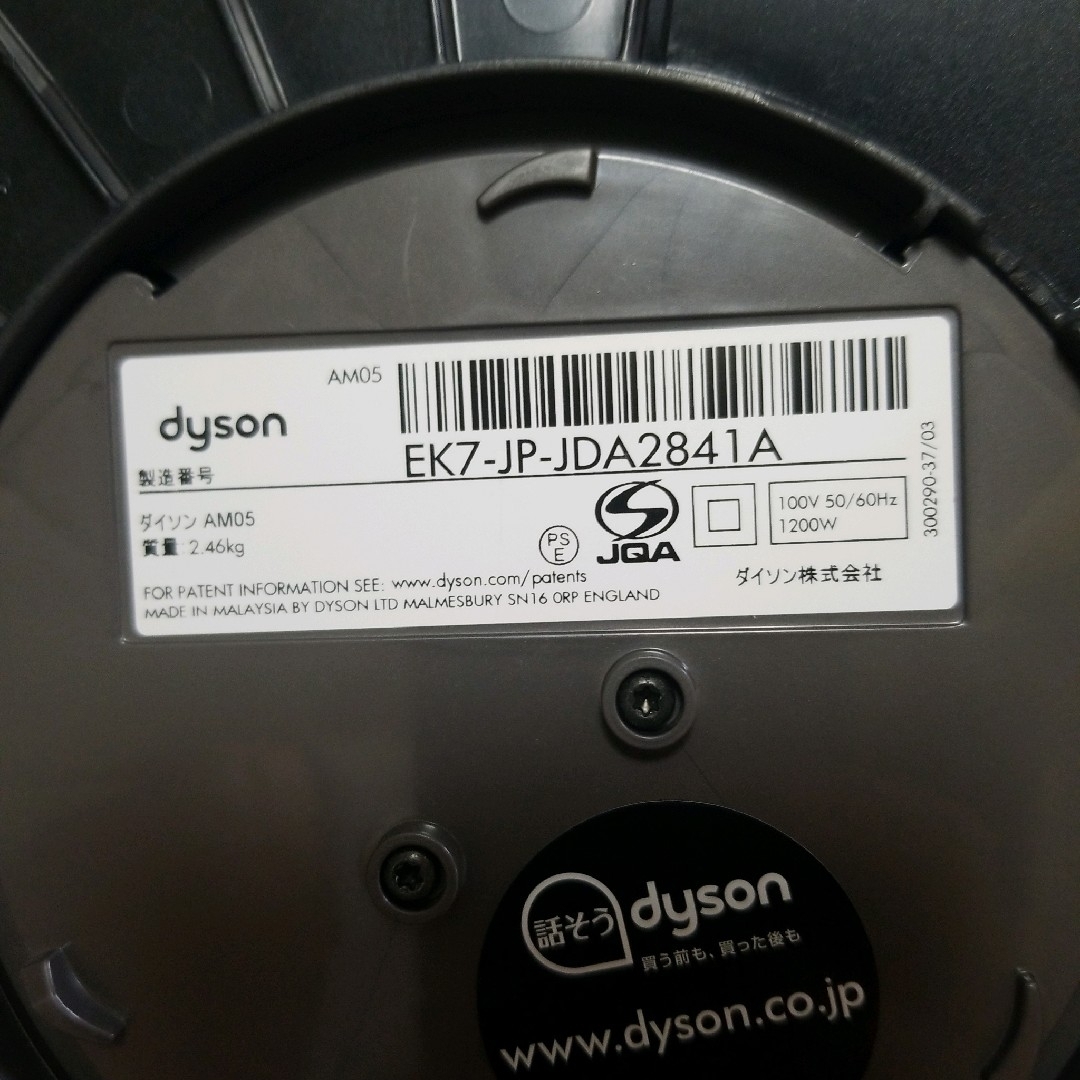 AM05
dyson
EK7-JP-JDA2841A
製造番号
ダイソン AM05
質量:2.46kg
PS
E
JQA
100V 50/60Hz
1200W
300290-37/03
ダイソン株式会社
FOR PATENT INFORMATION SEE: www.dyson.com/patents
MADE IN MALAYSIA BY DYSON LTD MALMESBURY SN16 0RP ENGLAND
話そう
dyson
買う前も、買った後も
www.dyson.co.jp